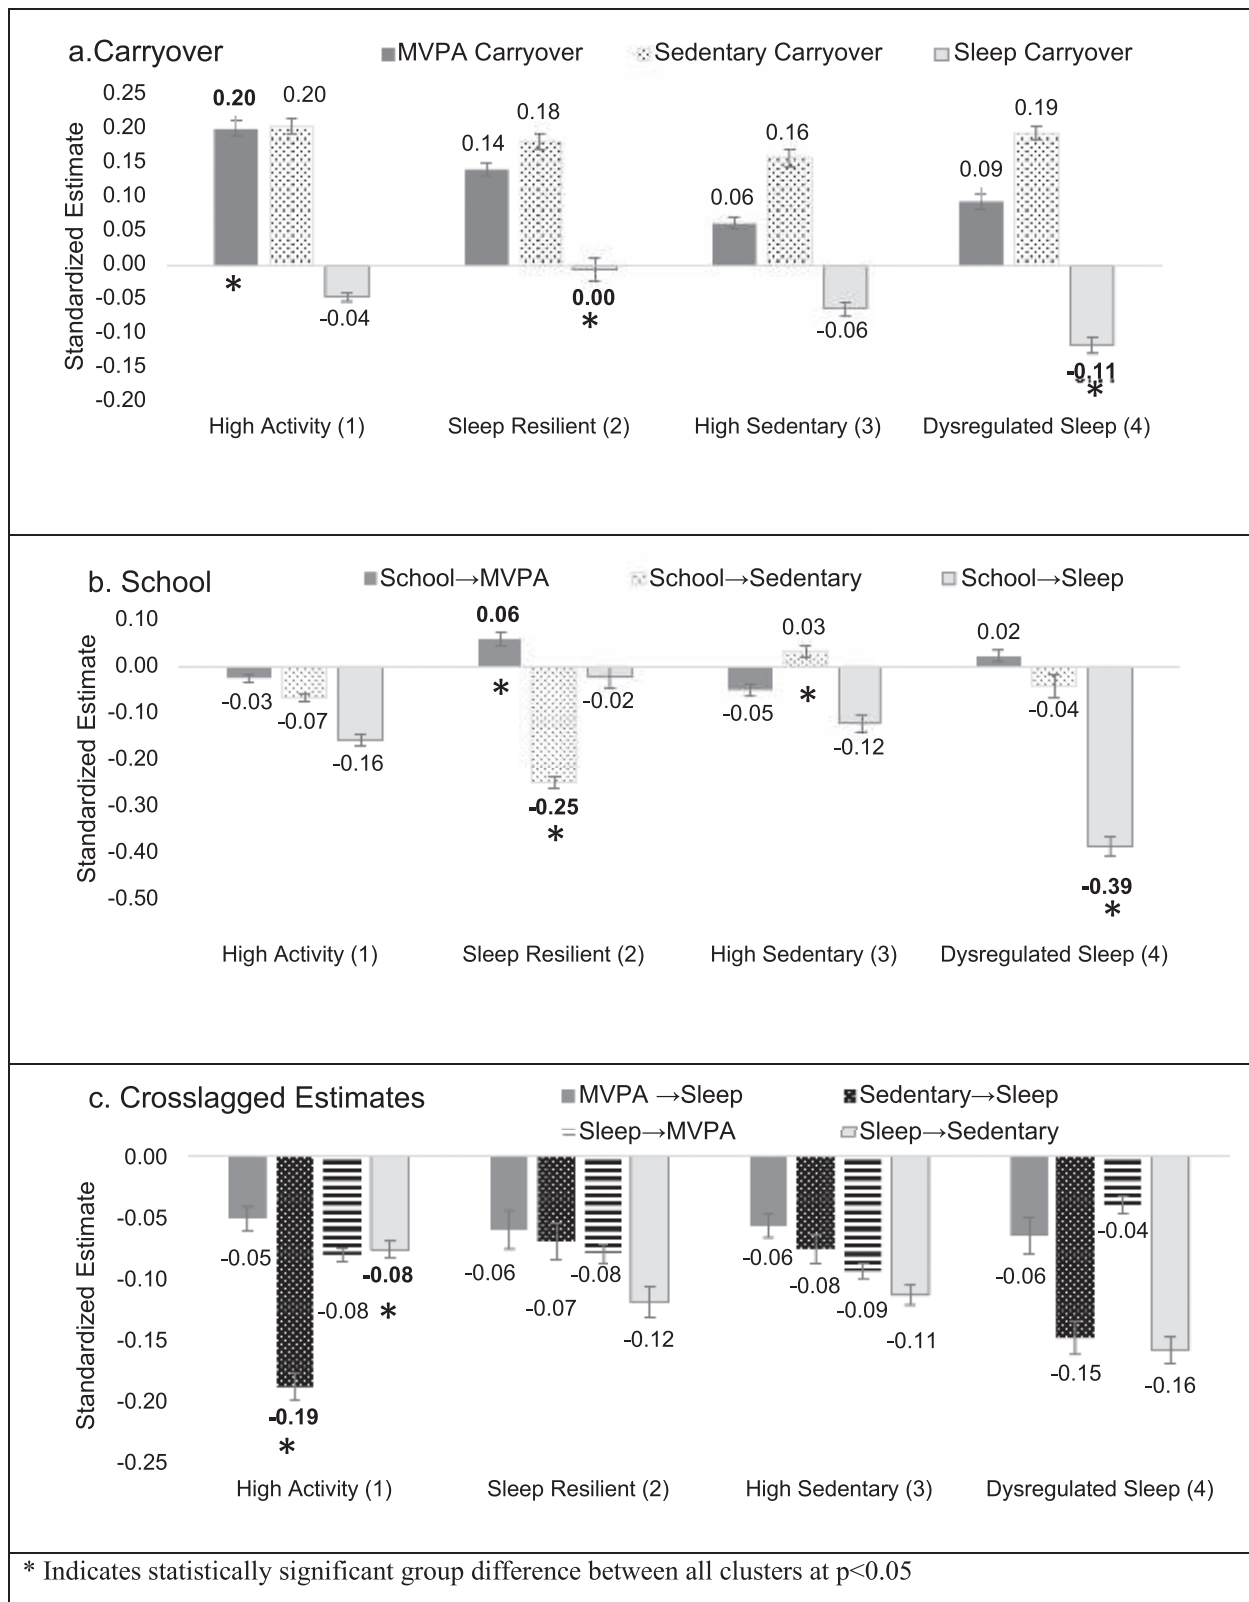 a.Carryover MVPA Carryover Sedentary Carryover Sleep Carryover
Standardized Estimate
0.25
0.20
0.15
0.10
0.05
0.00
-0.05
-0.10
-0.15
-0.20
0.20 0.20 -0.04
*
0.14 0.18 0.00
*
0.06 0.16 -0.06
0.09 0.19 -0.11
*
High Activity (1) Sleep Resilient (2) High Sedentary (3) Dysregulated Sleep (4)
b. School School→MVPA School→Sedentary School→Sleep
Standardized Estimate
0.10
0.00
-0.10
-0.20
-0.30
-0.40
-0.50
-0.03 -0.07 -0.16
0.06 -0.25 -0.02
* *
-0.05 0.03 -0.12
*
0.02 -0.04 -0.39
*
High Activity (1) Sleep Resilient (2) High Sedentary (3) Dysregulated Sleep (4)
c. Crosslagged Estimates MVPA →Sleep Sedentary→Sleep
Sleep→MVPA Sleep→Sedentary
Standardized Estimate
0.00
-0.05
-0.10
-0.15
-0.20
-0.25
-0.05 -0.19 -0.08 -0.08
* *
-0.06 -0.07 -0.08 -0.12
-0.06 -0.08 -0.09 -0.11
-0.06 -0.15 -0.04 -0.16
High Activity (1) Sleep Resilient (2) High Sedentary (3) Dysregulated Sleep (4)
* Indicates statistically significant group difference between all clusters at p<0.05